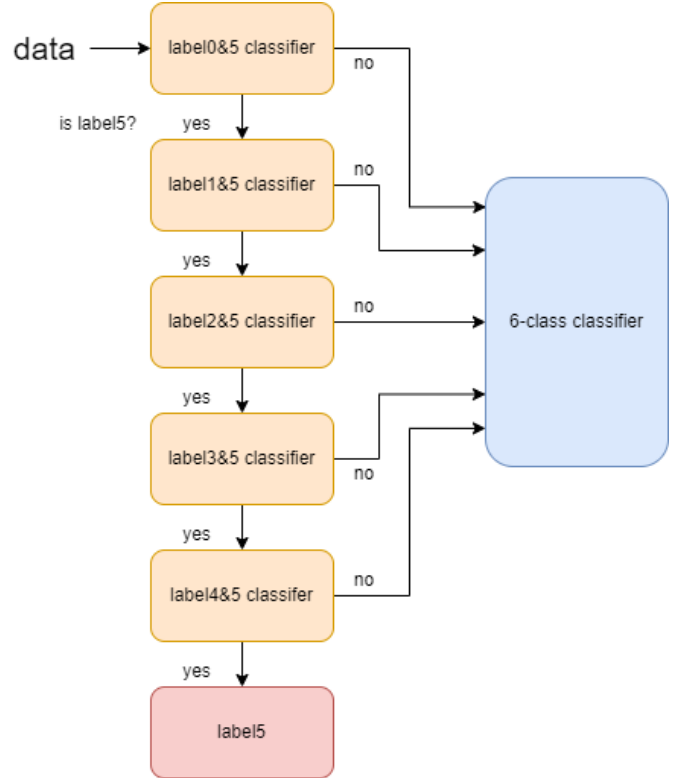 data
label0&5 classifier
no
is label5?
yes
label1&5 classifier
no
yes
label2&5 classifier
no
6-class classifier
yes
label3&5 classifier
no
yes
label4&5 classifer
no
yes
label5